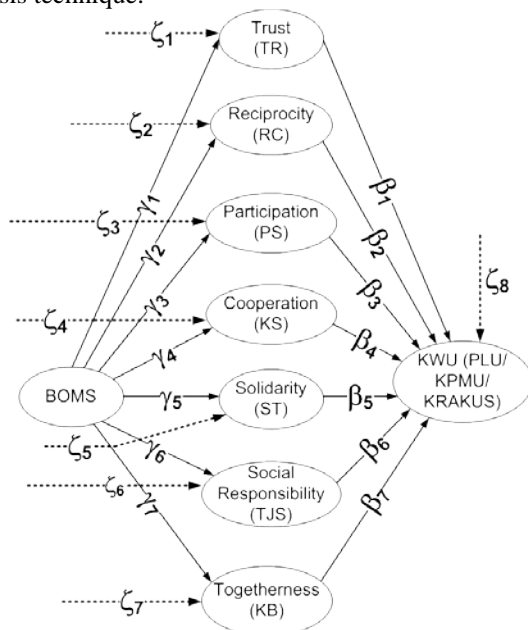 sis technique.
ζ1
Trust
(TR)
ζ2
Reciprocity
(RC)
γ1
β1
γ2
ζ3
Participation
(PS)
β2
ζ8
γ3
β3
ζ4
Cooperation
(KS)
γ4
β4
KWU (PLU/
KPMU/
KRAKUS)
BOMS
γ5
Solidarity
(ST)
β5
ζ5
γ6
β6
ζ6
Social
Responsibility
(TJS)
γ7
β7
ζ7
Togetherness
(KB)